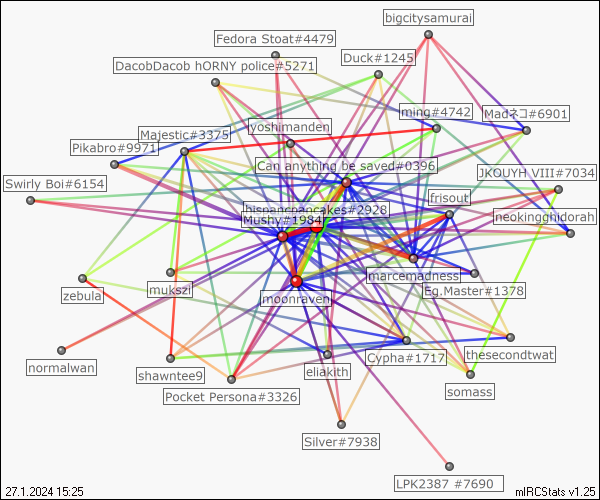 bigcitysamurai
Fedora Stoat#4479
Duck#1245
DacobDacob hORNY police#5271
ming#4742
Madネコ#6901
yoshimanden
Majestic#3375
Pikabro#9971
Can anything be saved#0396
JKOUYH VIII#7034
Swirly Boi#6154
frisout
hispanicpancakes#2928
Mushy#1984
neokingghidorah
marcemadness
Eg.Master#1378
mukszi
zebula
moonraven
Cypha#1717
thesecondtwat
normalwan
eliakith
shawntee9
somass
Pocket Persona#3326
Silver#7938
LPK2387 #7690
27.1.2024 15:25
mIRCStats v1.25